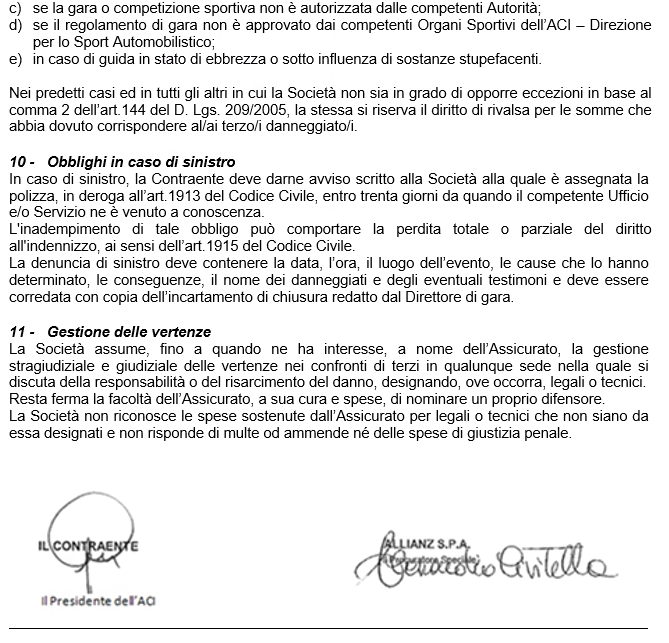 c) se la gara o competizione sportiva non è autorizzata dalle competenti Autorità;
d) se il regolamento di gara non è approvato dai competenti Organi Sportivi dell'ACI – Direzione
per lo Sport Automobilistico;
e) in caso di guida in stato di ebbrezza o sotto influenza di sostanze stupefacenti.
Nei predetti casi ed in tutti gli altri in cui la Società non sia in grado di opporre eccezioni in base al
comma 2 dell'art.144 del D. Lgs. 209/2005, la stessa si riserva il diritto di rivalsa per le somme che
abbia dovuto corrispondere al/ai terzo/i danneggiato/i.
10 - Obblighi in caso di sinistro
In caso di sinistro, la Contraente deve darne avviso scritto alla Società alla quale è assegnata la
polizza, in deroga all'art.1913 del Codice Civile, entro trenta giorni da quando il competente Ufficio
e/o Servizio ne è venuto a conoscenza.
L'inadempimento di tale obbligo può comportare la perdita totale o parziale del diritto
all'indennizzo, ai sensi dell'art.1915 del Codice Civile.
La denuncia di sinistro deve contenere la data, l'ora, il luogo dell'evento, le cause che lo hanno
determinato, le conseguenze, il nome dei danneggiati e degli eventuali testimoni e deve essere
corredata con copia dell'incartamento di chiusura redatto dal Direttore di gara.
11 - Gestione delle vertenze
La Società assume, fino a quando ne ha interesse, a nome dell'Assicurato, la gestione
stragiudiziale e giudiziale delle vertenze nei confronti di terzi in qualunque sede nella quale si
discuta della responsabilità o del risarcimento del danno, designando, ove occorra, legali o tecnici.
Resta ferma la facoltà dell'Assicurato, a sua cura e spese, di nominare un proprio difensore.
La Società non riconosce le spese sostenute dall'Assicurato per legali o tecnici che non siano da
essa designati e non risponde di multe od ammende né delle spese di giustizia penale.
IL CONTRAENTE
Il Presidente dell'ACI
ALLIANZ S.P.A.
Procuratore Speciale
Civitella